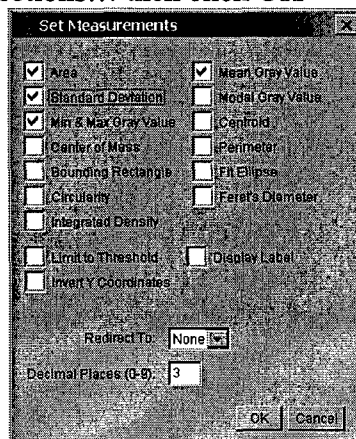 Set Measurements
Area Mean Gray Value
Standard Deviation Modal Gray Value
Min & Max Gray Value Centroid
Center of Mass Perimeter
Bounding Rectangle Fit Ellipse
Circularity Feret's Diameter
Integrated Density
Limit to Threshold Display Label
Invert Y Coordinates
Redirect To: None
Decimal Places (0-9): 3
OK Cancel